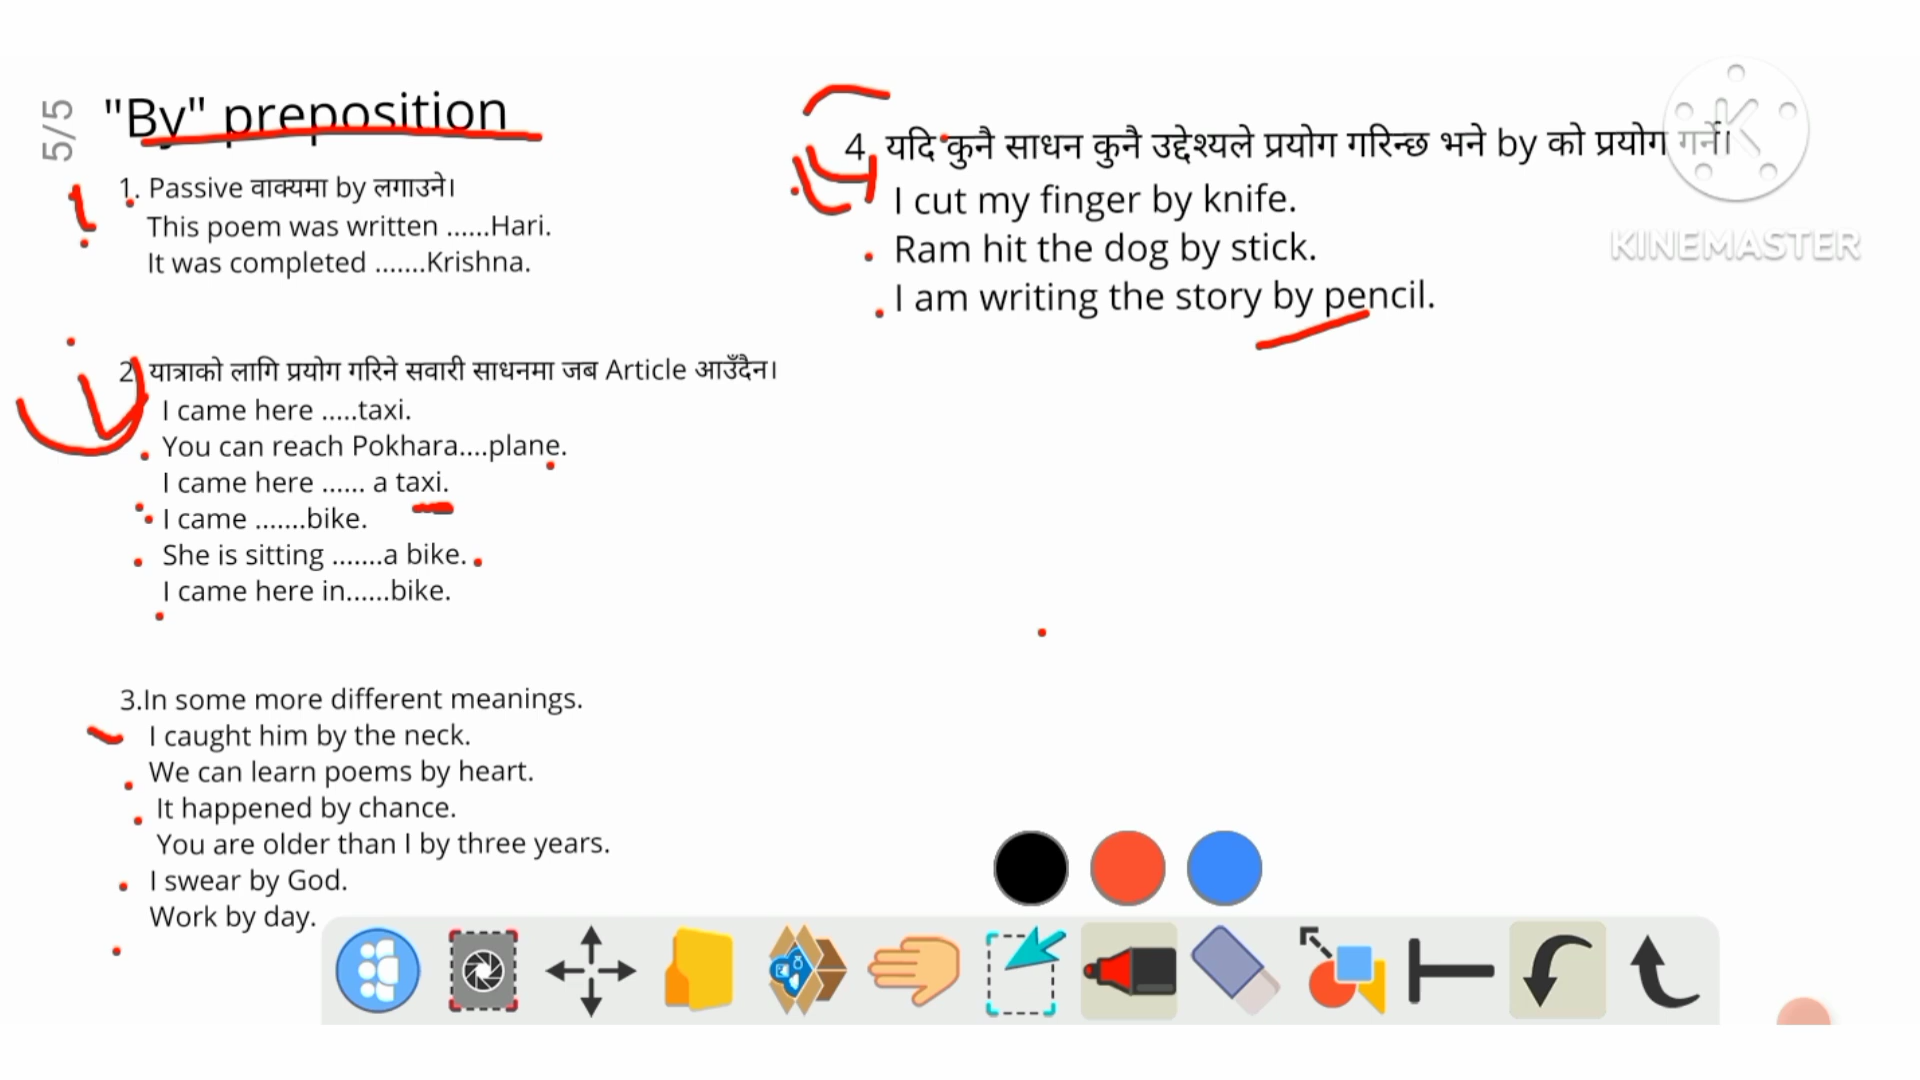 5/5
"By" preposition
1. Passive वाक्यमा by लगाउने।
This poem was written ......Hari.
It was completed .......Krishna.
2. यात्राको लागि प्रयोग गरिने सवारी साधनमा जब Article आउँदैन।
I came here .....taxi.
You can reach Pokhara....plane.
I came here ...... a taxi.
I came .......bike.
She is sitting .......a bike.
I came here in......bike.
3.In some more different meanings.
I caught him by the neck.
We can learn poems by heart.
It happened by chance.
You are older than I by three years.
I swear by God.
Work by day.
4. यदि कुनै साधन कुनै उद्देश्यले प्रयोग गरिन्छ भने by को प्रयोग गर्ने।
I cut my finger by knife.
Ram hit the dog by stick.
I am writing the story by pencil.
KINEMASTER